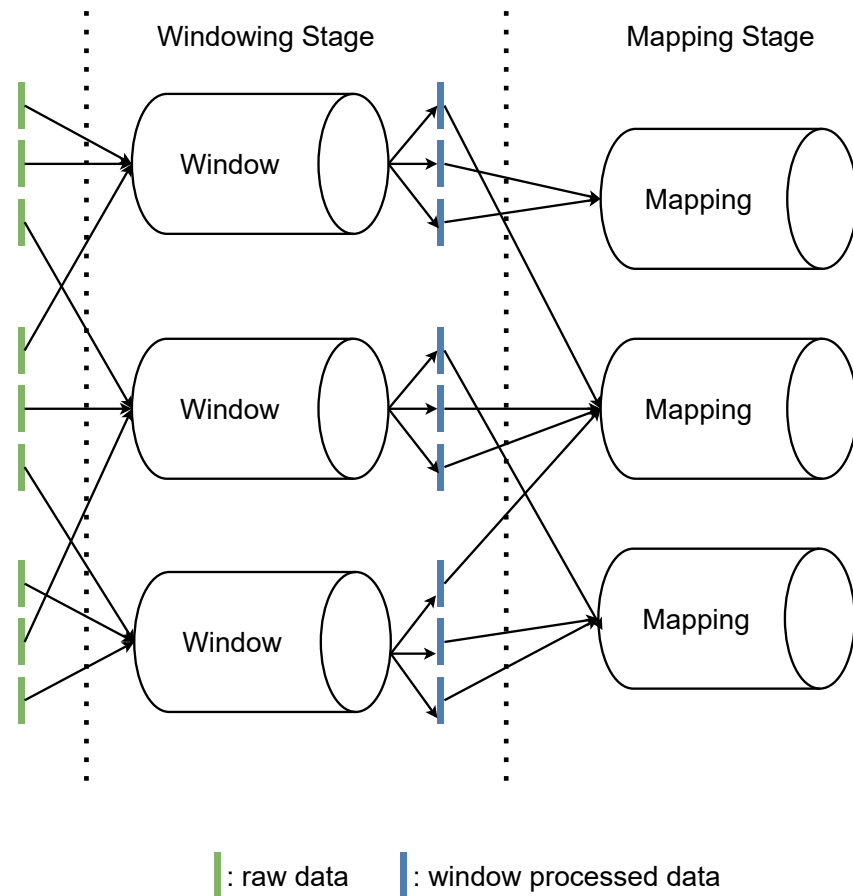 Windowing Stage
Mapping Stage
Window
Mapping
Window
Mapping
Window
Mapping
: raw data
: window processed data